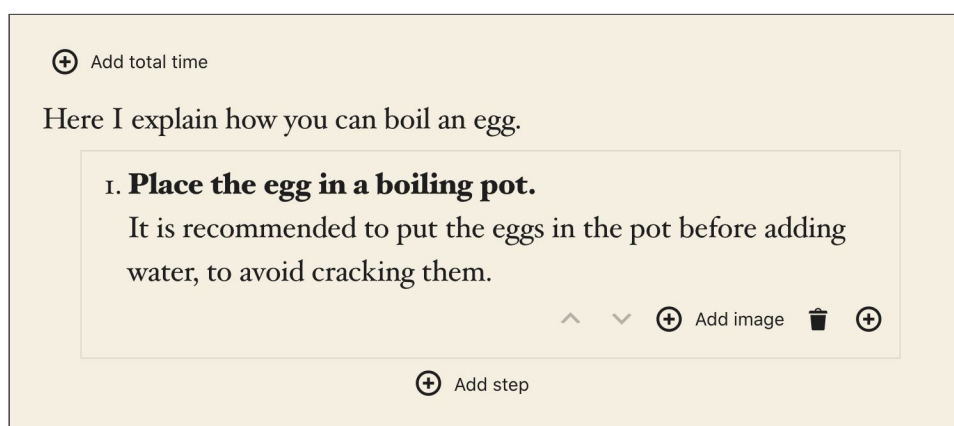 Add total time
Here I explain how you can boil an egg.
1. Place the egg in a boiling pot.
It is recommended to put the eggs in the pot before adding
water, to avoid cracking them.
Add image
Add step